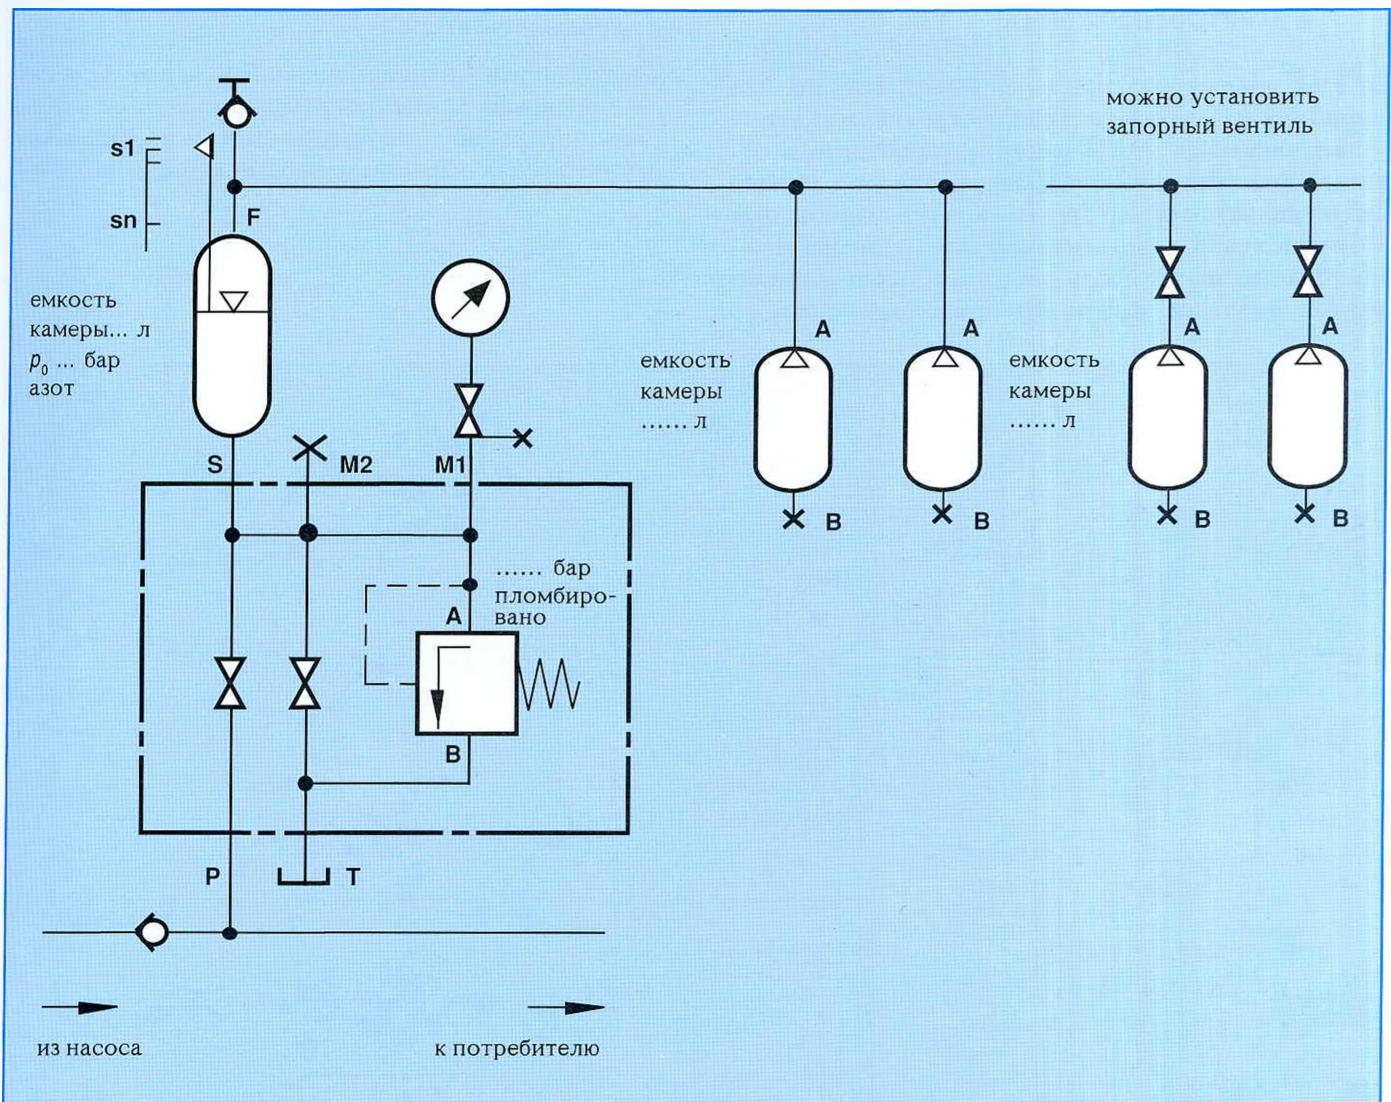 можно установить
запорный вентиль
s1
sn
F
емкость
камеры... л
p₀ ... бар
азот
A
A
A
A
емкость
камеры
...... л
емкость
камеры
...... л
S
M2
M1
B
B
B
B
...... бар
пломбиро-
вано
A
B
P
T
из насоса
к потребителю